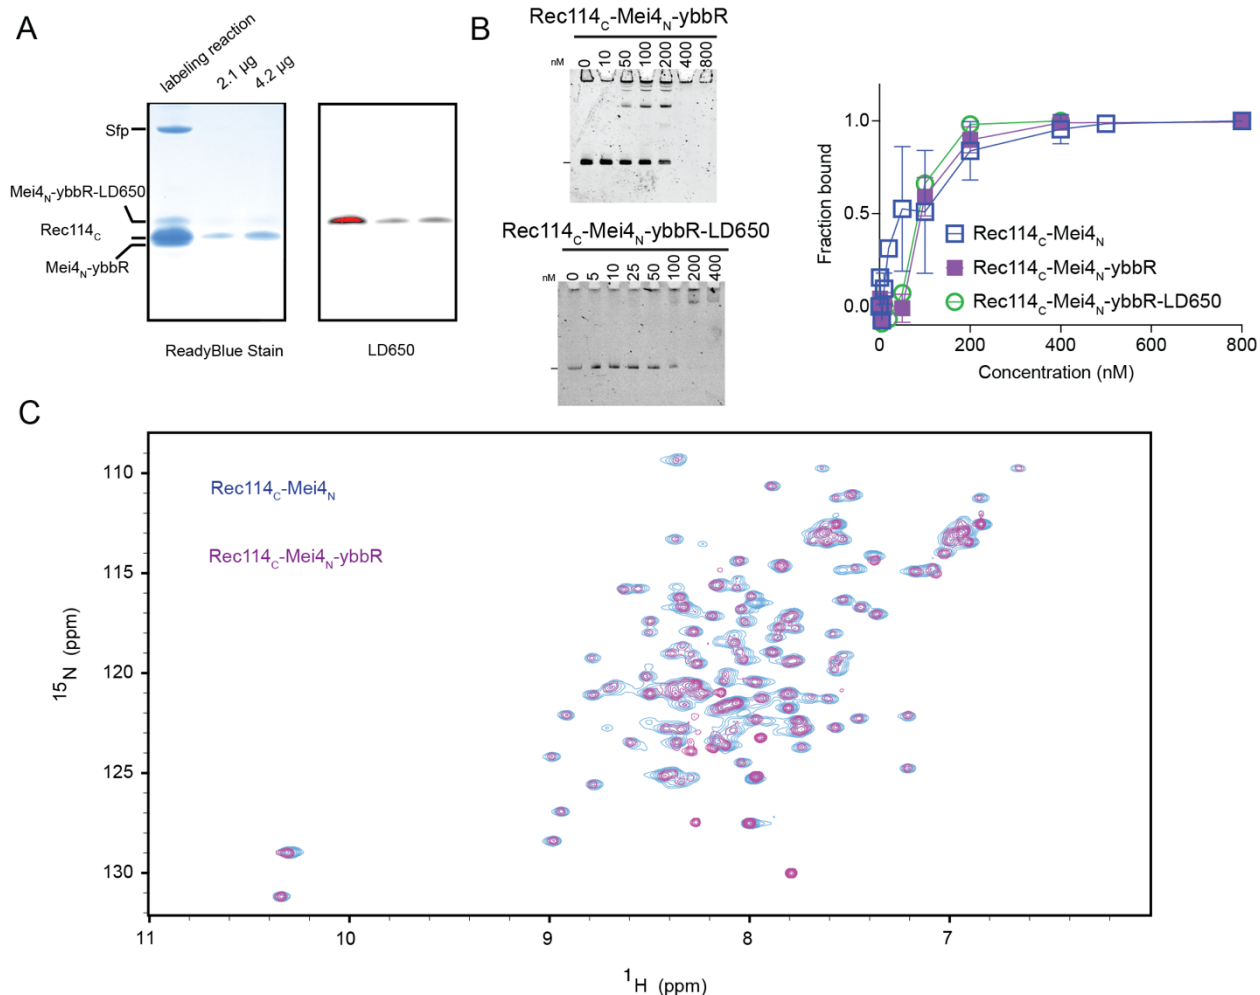 A
labeling reaction
2.1 µg
4.2 µg
Sfp
Mei4N-ybbR-LD650
Rec114C
Mei4N-ybbR
ReadyBlue Stain
LD650
B
Rec114C-Mei4N-ybbR
nM 0 10 50 100 200 400 800
Rec114C-Mei4N-ybbR-LD650
nM 0 5 10 25 50 100 200 400
Fraction bound
1.0
0.5
0.0
Rec114C-Mei4N
Rec114C-Mei4N-ybbR
Rec114C-Mei4N-ybbR-LD650
0 200 400 600 800
Concentration (nM)
C
Rec114C-Mei4N
Rec114C-Mei4N-ybbR
15N (ppm)
110
115
120
125
130
11 10 9 8 7
1H (ppm)